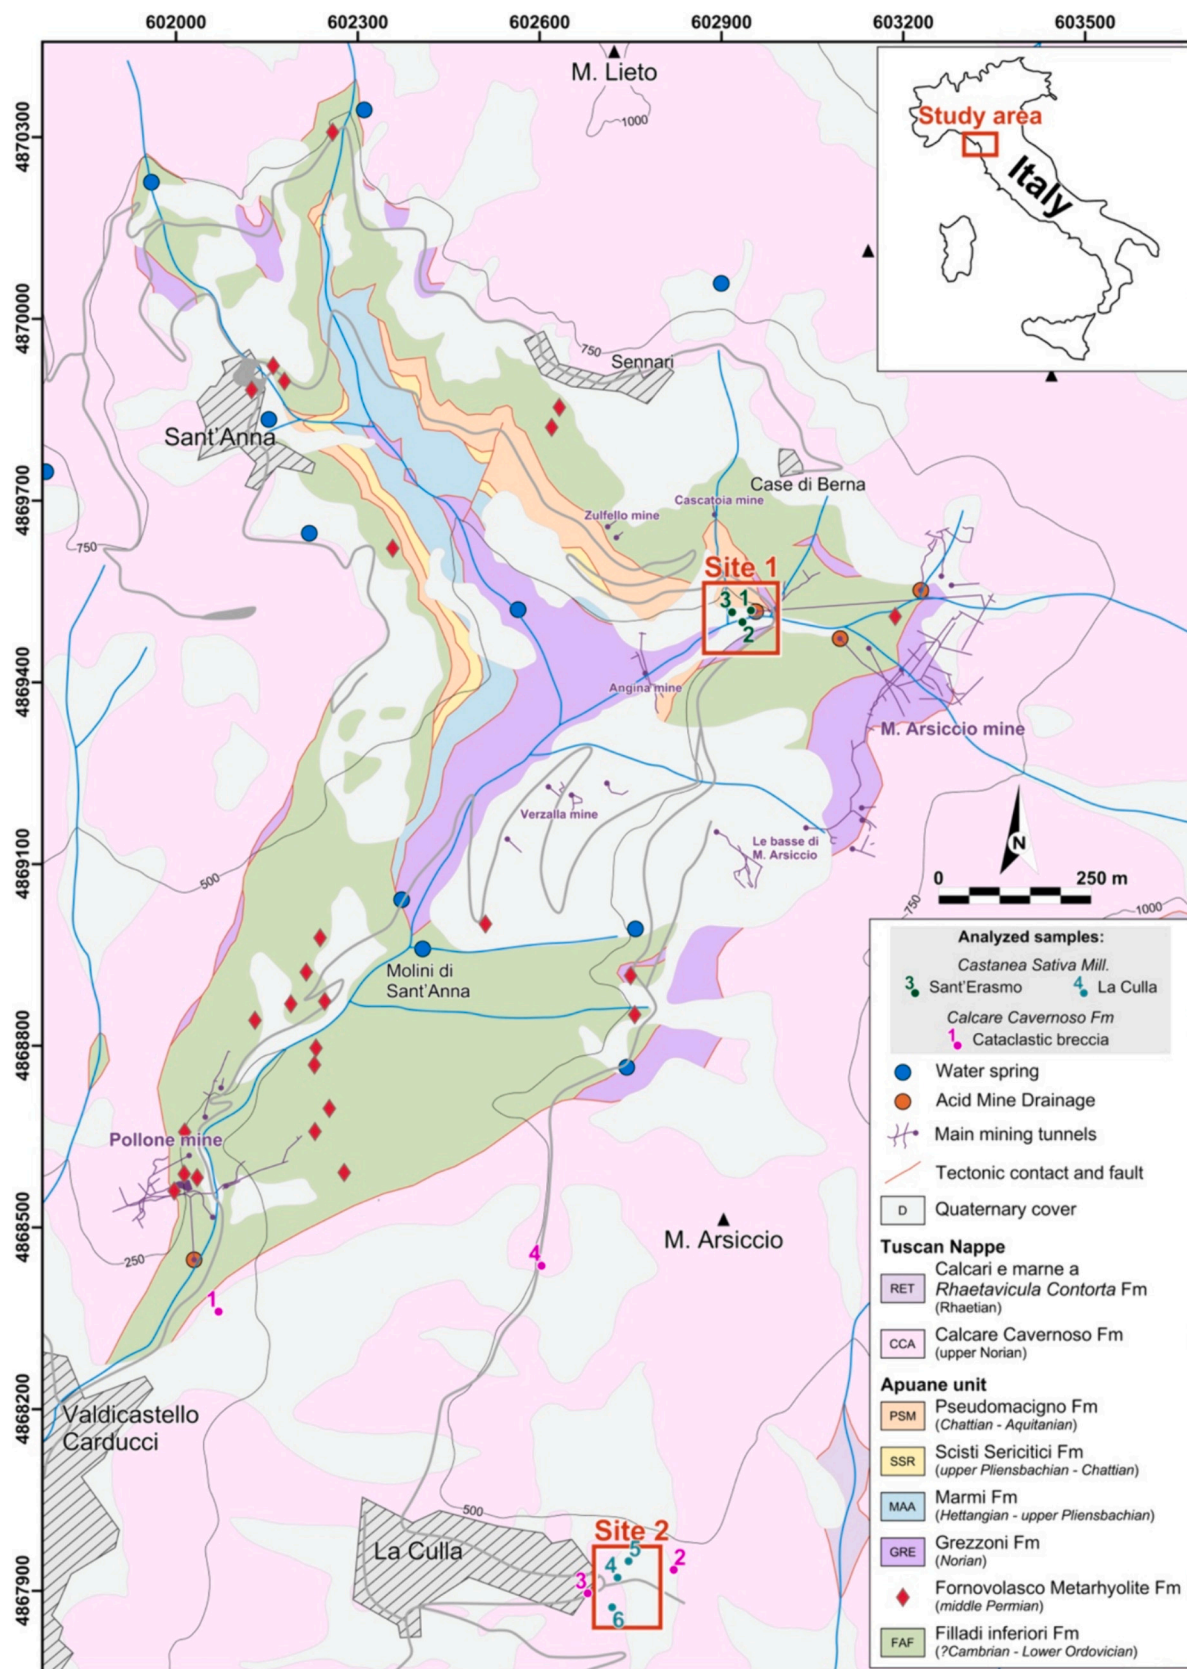 602000 602300 602600 602900 603200 603500
4870300
4870000
4869700
4869400
4869100
4868800
4868500
4868200
4867900
M. Lieto
1000
Study area
Italy
750
Sennari
Sant'Anna
Case di Berna
Cascatoia mine
Zulfello mine
750
Site 1
3 1
2
Angina mine
M. Arsiccio mine
Verzalla mine
Le basse di
M. Arsiccio
N
0 250 m
500
750
1000
Molini di
Sant'Anna
Pollone mine
250
M. Arsiccio
4
1
Valdicastello
Carducci
500
La Culla
Site 2
5
4
2
3
6
Analyzed samples:
Castanea Sativa Mill.
3 Sant'Erasmo 4 La Culla
Calcare Cavernoso Fm
1 Cataclastic breccia
Water spring
Acid Mine Drainage
Main mining tunnels
Tectonic contact and fault
D Quaternary cover
Tuscan Nappe
RET Calcari e marne a
Rhaetavicula Contorta Fm
(Rhaetian)
CCA Calcare Cavernoso Fm
(upper Norian)
Apuane unit
PSM Pseudomacigno Fm
(Chattian - Aquitanian)
SSR Scisti Sericitici Fm
(upper Pliensbachian - Chattian)
MAA Marmi Fm
(Hettangian - upper Pliensbachian)
GRE Grezzoni Fm
(Norian)
Fornovolasco Metarhyolite Fm
(middle Permian)
FAF Filladi inferiori Fm
(?Cambrian - Lower Ordovician)